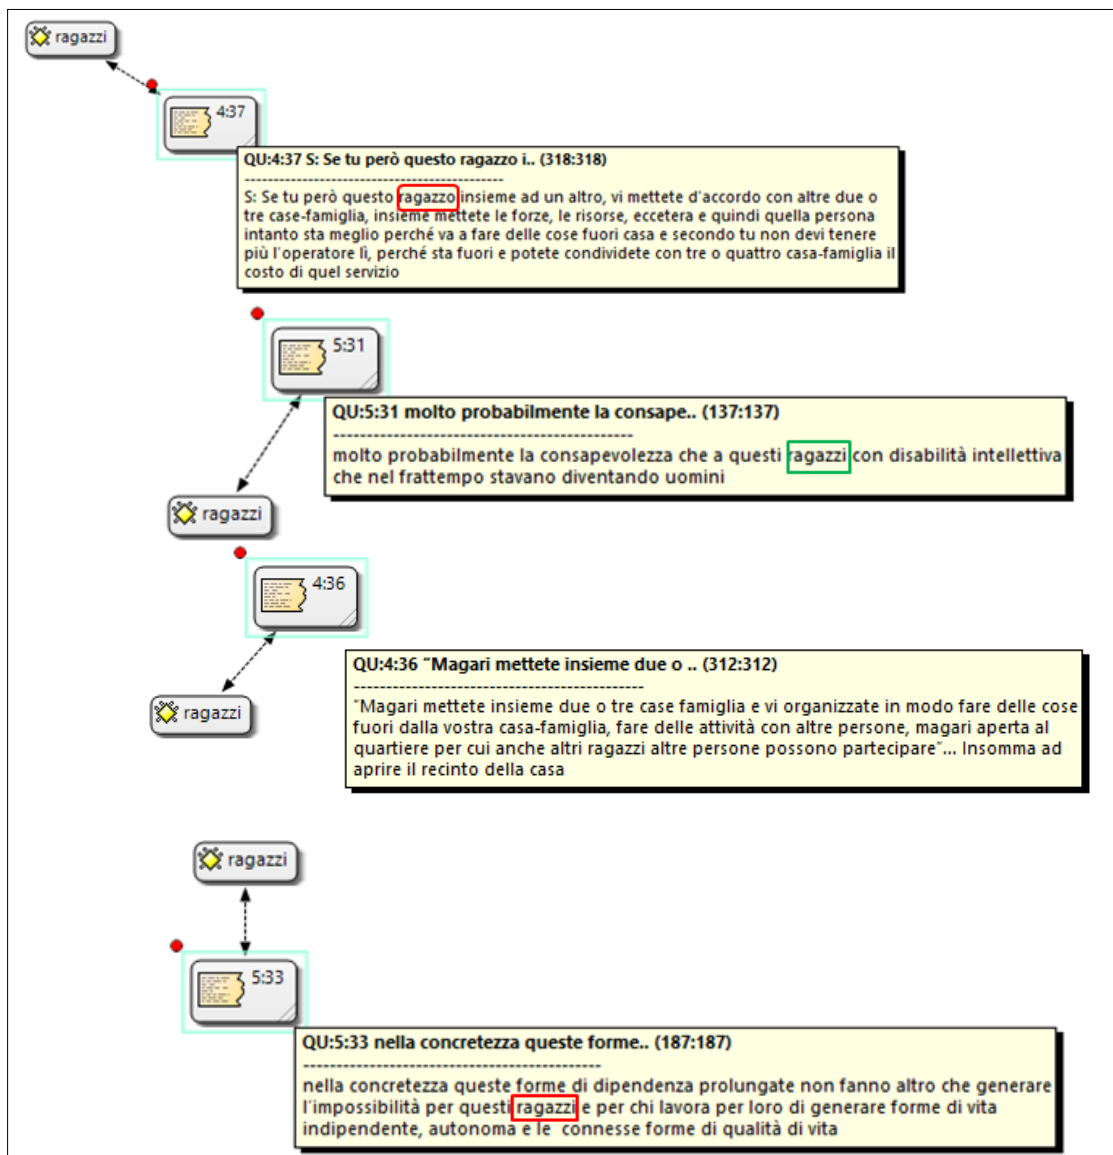 ragazzi
4:37
QU:4:37 S: Se tu però questo ragazzo i.. (318:318)
--------------------------------------------
S: Se tu però questo ragazzo insieme ad un altro, vi mettete d'accordo con altre due o
tre case-famiglia, insieme mettete le forze, le risorse, eccetera e quindi quella persona
intanto sta meglio perché va a fare delle cose fuori casa e secondo tu non devi tenere
più l'operatore lì, perché sta fuori e potete condividete con tre o quattro casa-famiglia il
costo di quel servizio
5:31
QU:5:31 molto probabilmente la consape.. (137:137)
--------------------------------------------
molto probabilmente la consapevolezza che a questi ragazzi con disabilità intellettiva
che nel frattempo stavano diventando uomini
ragazzi
4:36
QU:4:36 "Magari mettete insieme due o .. (312:312)
--------------------------------------------
"Magari mettete insieme due o tre case famiglia e vi organizzate in modo fare delle cose
fuori dalla vostra casa-famiglia, fare delle attività con altre persone, magari aperta al
quartiere per cui anche altri ragazzi altre persone possono partecipare"... Insomma ad
aprire il recinto della casa
ragazzi
ragazzi
5:33
QU:5:33 nella concretezza queste forme.. (187:187)
--------------------------------------------
nella concretezza queste forme di dipendenza prolungate non fanno altro che generare
l'impossibilità per questi ragazzi e per chi lavora per loro di generare forme di vita
indipendente, autonoma e le  connesse forme di qualità di vita